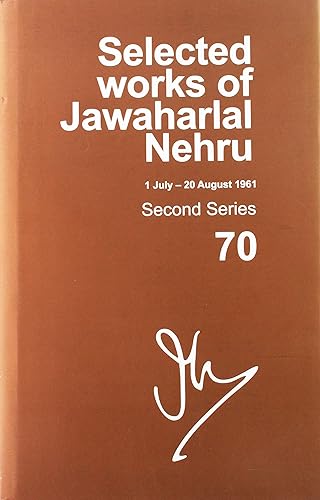 Selected
works of
Jawaharlal
Nehru
1 July – 20 August 1961
Second Series
70